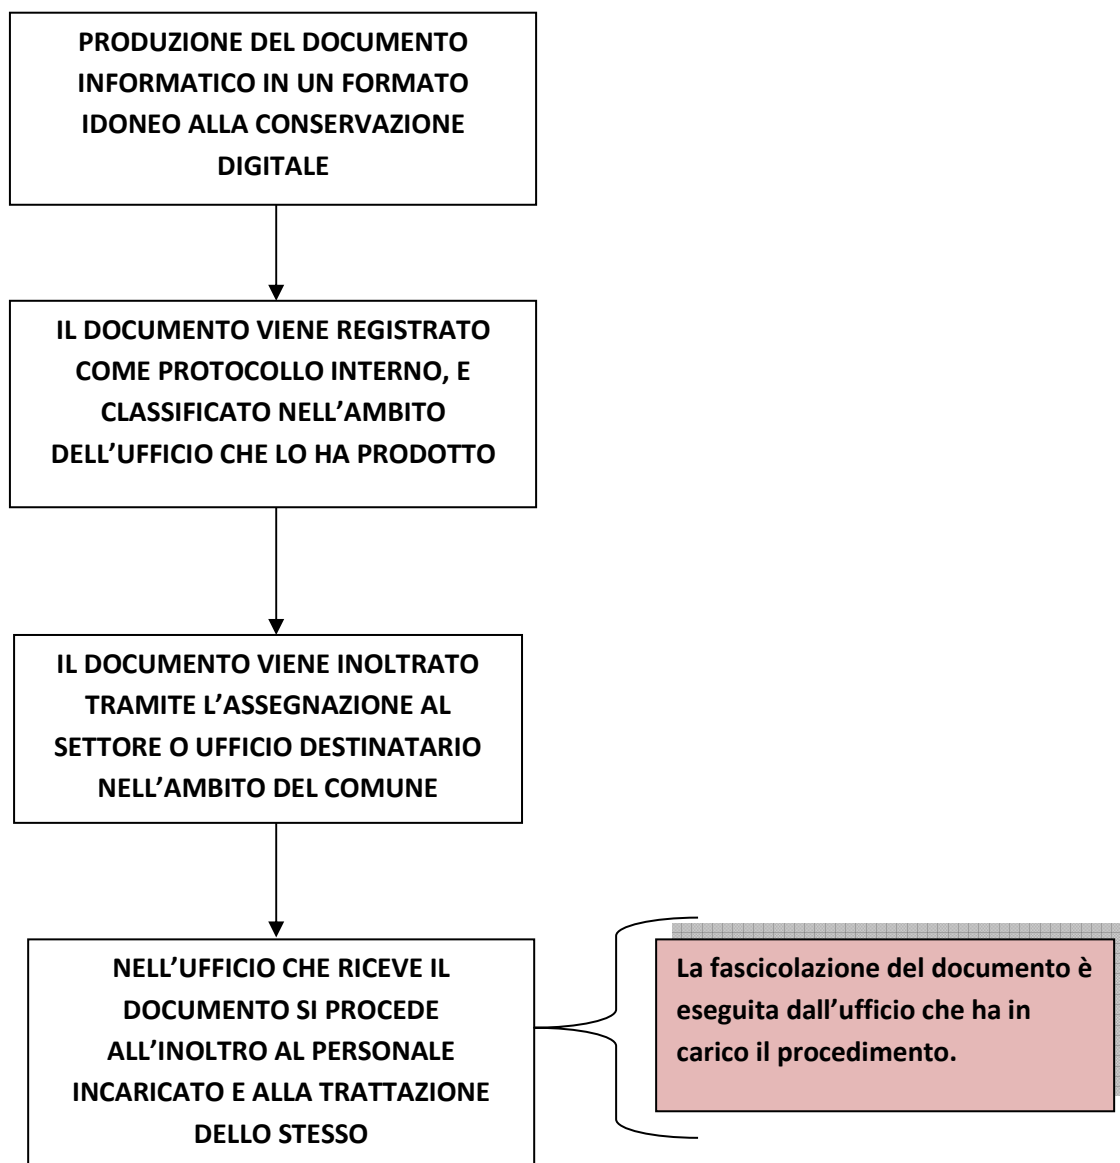 PRODUZIONE DEL DOCUMENTO
INFORMATICO IN UN FORMATO
IDONEO ALLA CONSERVAZIONE
DIGITALE
IL DOCUMENTO VIENE REGISTRATO
COME PROTOCOLLO INTERNO, E
CLASSIFICATO NELL’AMBITO
DELL’UFFICIO CHE LO HA PRODOTTO
IL DOCUMENTO VIENE INOLTRATO
TRAMITE L’ASSEGNAZIONE AL
SETTORE O UFFICIO DESTINATARIO
NELL’AMBITO DEL COMUNE
NELL’UFFICIO CHE RICEVE IL
DOCUMENTO SI PROCEDE
ALL’INOLTRO AL PERSONALE
INCARICATO E ALLA TRATTAZIONE
DELLO STESSO
La fascicolazione del documento è
eseguita dall’ufficio che ha in
carico il procedimento.